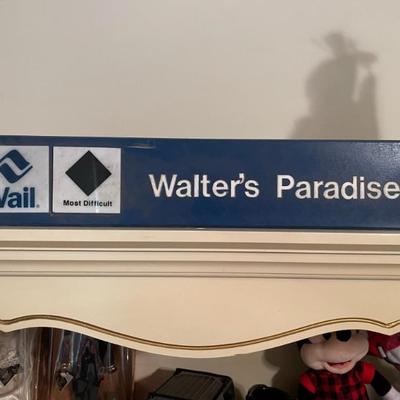 Vail®
Most Difficult
Walter's Paradise